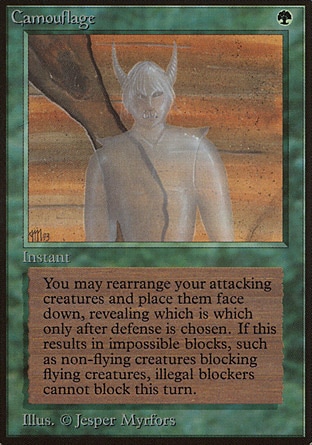 Camouflage
Instant
You may rearrange your attacking
creatures and place them face
down, revealing which is which
only after defense is chosen. If this
results in impossible blocks, such
as non-flying creatures blocking
flying creatures, illegal blockers
cannot block this turn.
Illus. © Jesper Myrfors